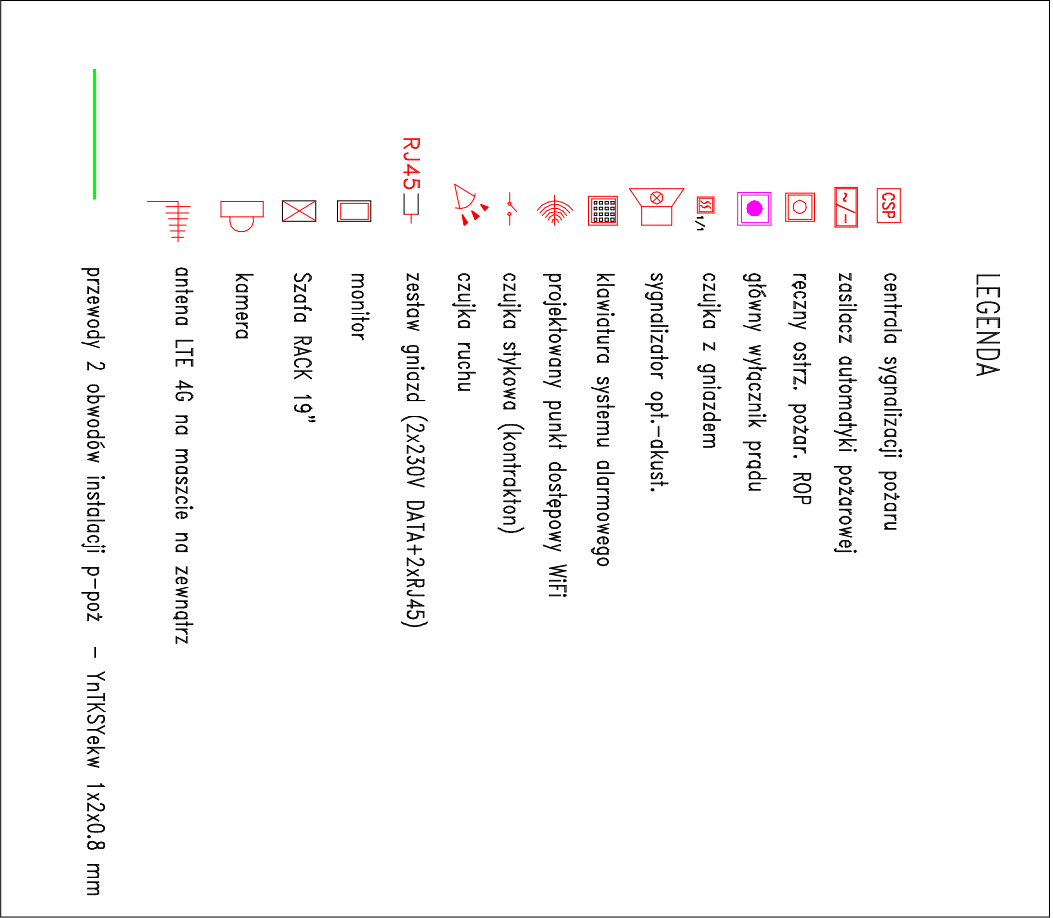 LEGENDA
CSP centrala sygnalizacji pożaru
~/- zasilacz automatyki pożarowej
ręczny ostrz. pożar. ROP
główny wyłącznik prądu
1/1 czujka z gniazdem
sygnalizator opt.-akust.
klawiatura systemu alarmowego
projektowany punkt dostępowy WiFi
czujka stykowa (kontrakton)
czujka ruchu
RJ45 zestaw gniazd (2x230V DATA+2xRJ45)
monitor
Szafa RACK 19"
kamera
antena LTE 4G na maszcie na zewnątrz
przewody 2 obwodów instalacji p-poż - YnTKSYekw 1x2x0.8 mm